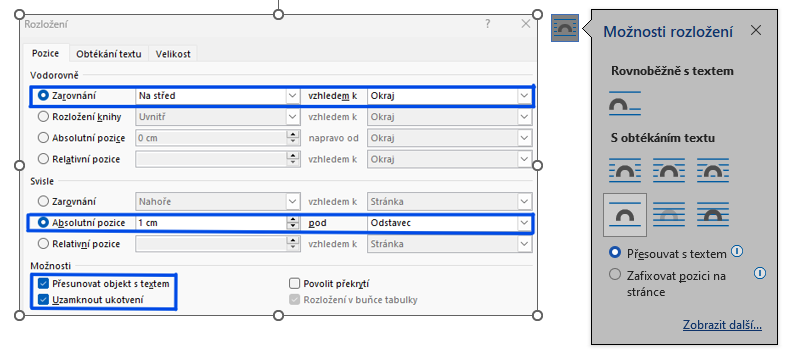 Rozložení ?
Pozice Obtékání textu Velikost
Vodorovně
Zarovnání Na střed vzhledem k Okraj
Rozložení knihy Uvnitř vzhledem k Okraj
Absolutní pozice 0 cm napravo od Okraj
Relativní pozice vzhledem k Okraj
Svisle
Zarovnání Nahoře vzhledem k Stránka
Absolutní pozice 1 cm pod Odstavec
Relativní pozice vzhledem k Stránka
Možnosti
Přesunovat objekt s textem Povolit překrytí
Uzamknout ukotvení Rozložení v buňce tabulky
Možnosti rozložení
Rovnoběžně s textem
S obtékáním textu
Přesouvat s textem
Zafixovat pozici na
stránce
Zobrazit další...